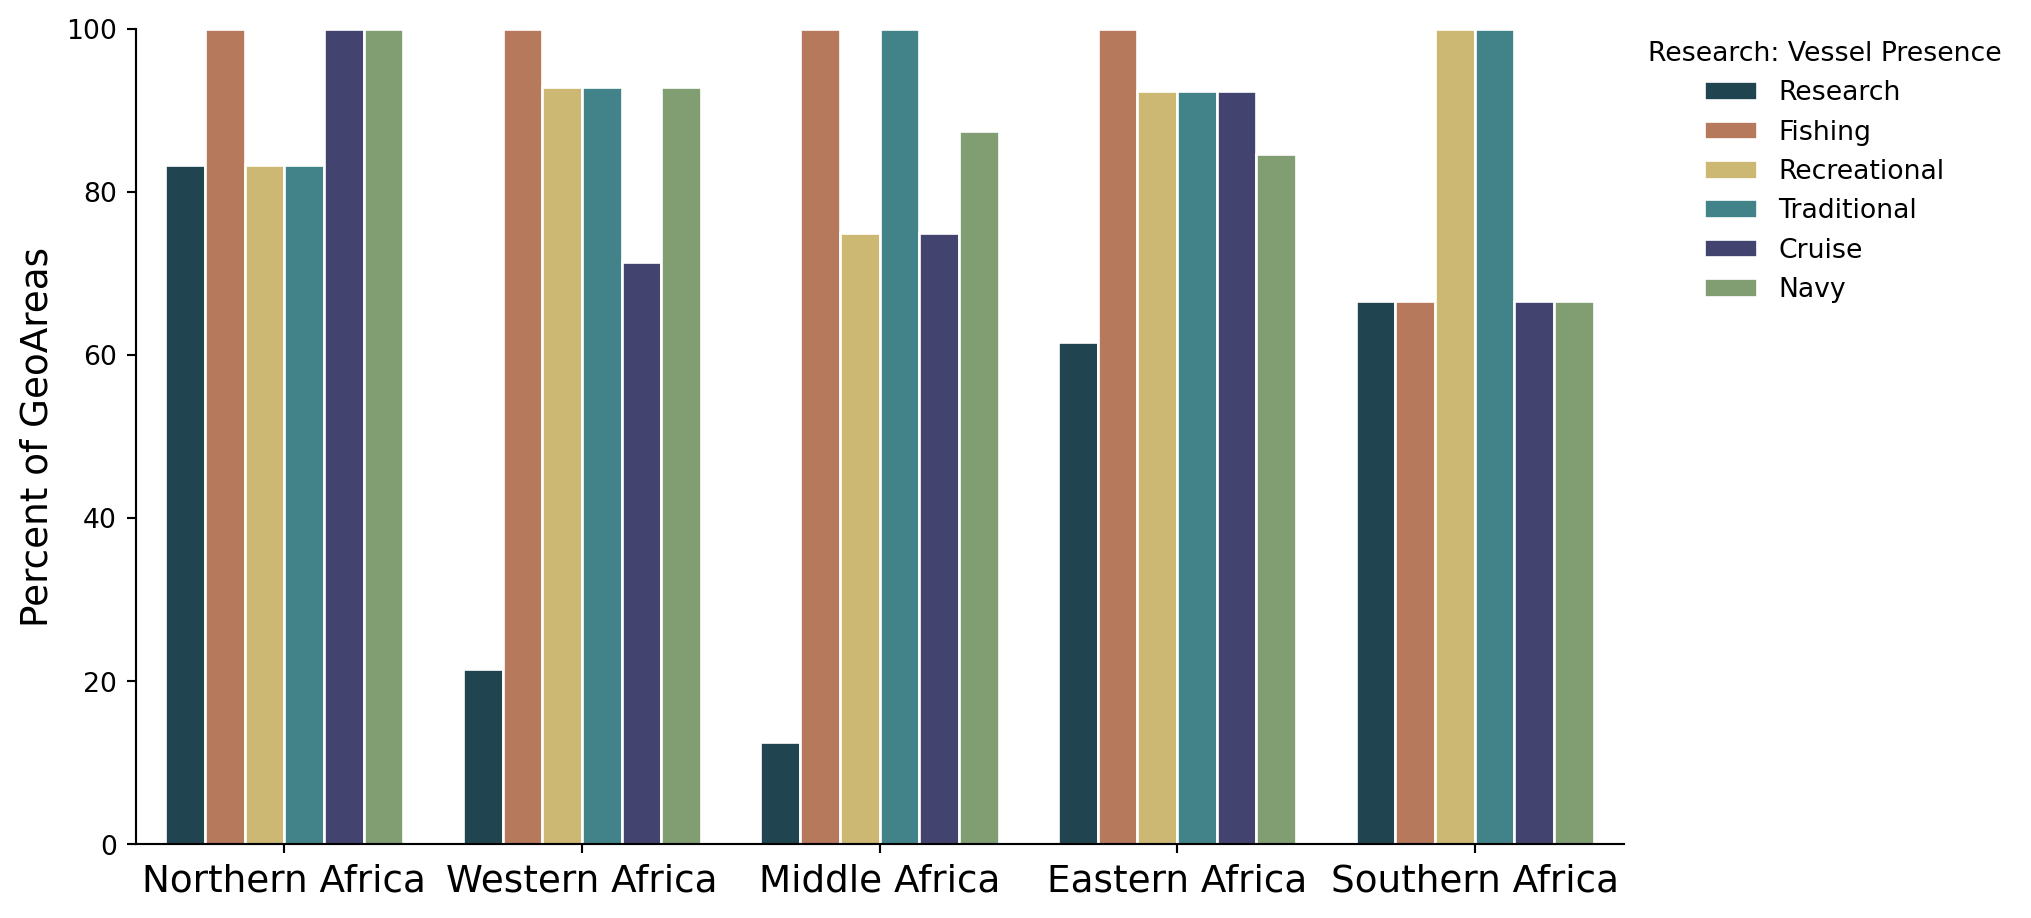 Percent of GeoAreas
100
80
60
40
20
0
Northern Africa
Western Africa
Middle Africa
Eastern Africa
Southern Africa
Research: Vessel Presence
Research
Fishing
Recreational
Traditional
Cruise
Navy